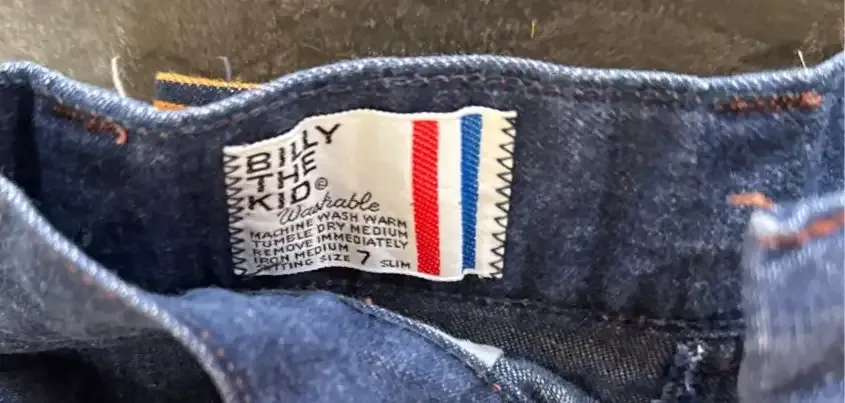 BILLY
THE
KID©
Washable
MACHINE WASH WARM
TUMBLE DRY MEDIUM
REMOVE IMMEDIATELY
IRON MEDIUM
FITTING SIZE 7 SLIM